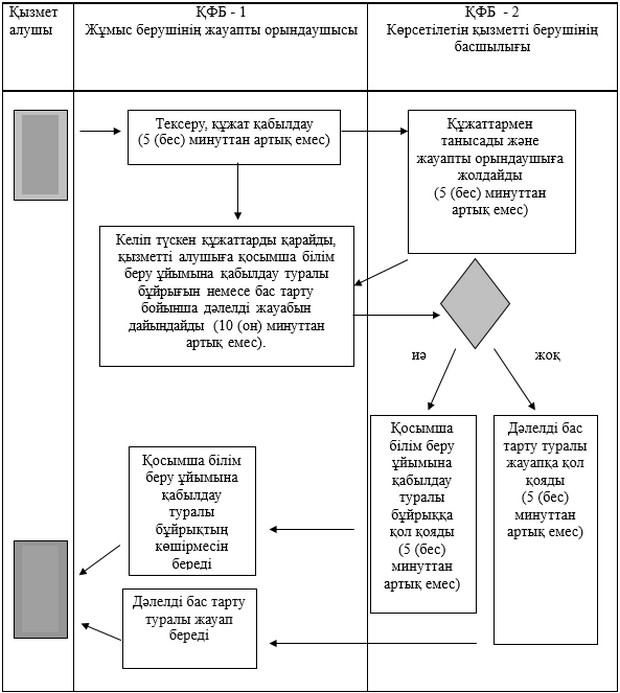 Қызмет
алушы
ҚФБ - 1
Жұмыс берушінің жауапты орындаушысы
ҚФБ - 2
Көрсетілетін қызметті берушінің
басшылығы
Тексеру, құжат қабылдау
(5 (бес) минуттан артық емес)
Құжаттармен
танысады және
жауапты орындаушыға
жолдайды
(5 (бес) минуттан
артық емес)
Келіп түскен құжаттарды қарайды,
қызметті алушыға қосымша білім
беру ұйымына қабылдау туралы
бұйрығын немесе бас тарту
бойынша дәлелді жауабын
дайындайды (10 (он) минуттан
артық емес).
иә
жоқ
Қосымша
білім беру
ұйымына
қабылдау
туралы
бұйрыққа
қол қояды
(5 (бес)
минуттан
артық емес)
Дәлелді бас
тарту туралы
жауапқа қол
қояды
(5 (бес)
минуттан
артық емес)
Қосымша білім
беру ұйымына
қабылдау
туралы
бұйрықтың
көшірмесін
береді
Дәлелді бас тарту
туралы жауап
береді